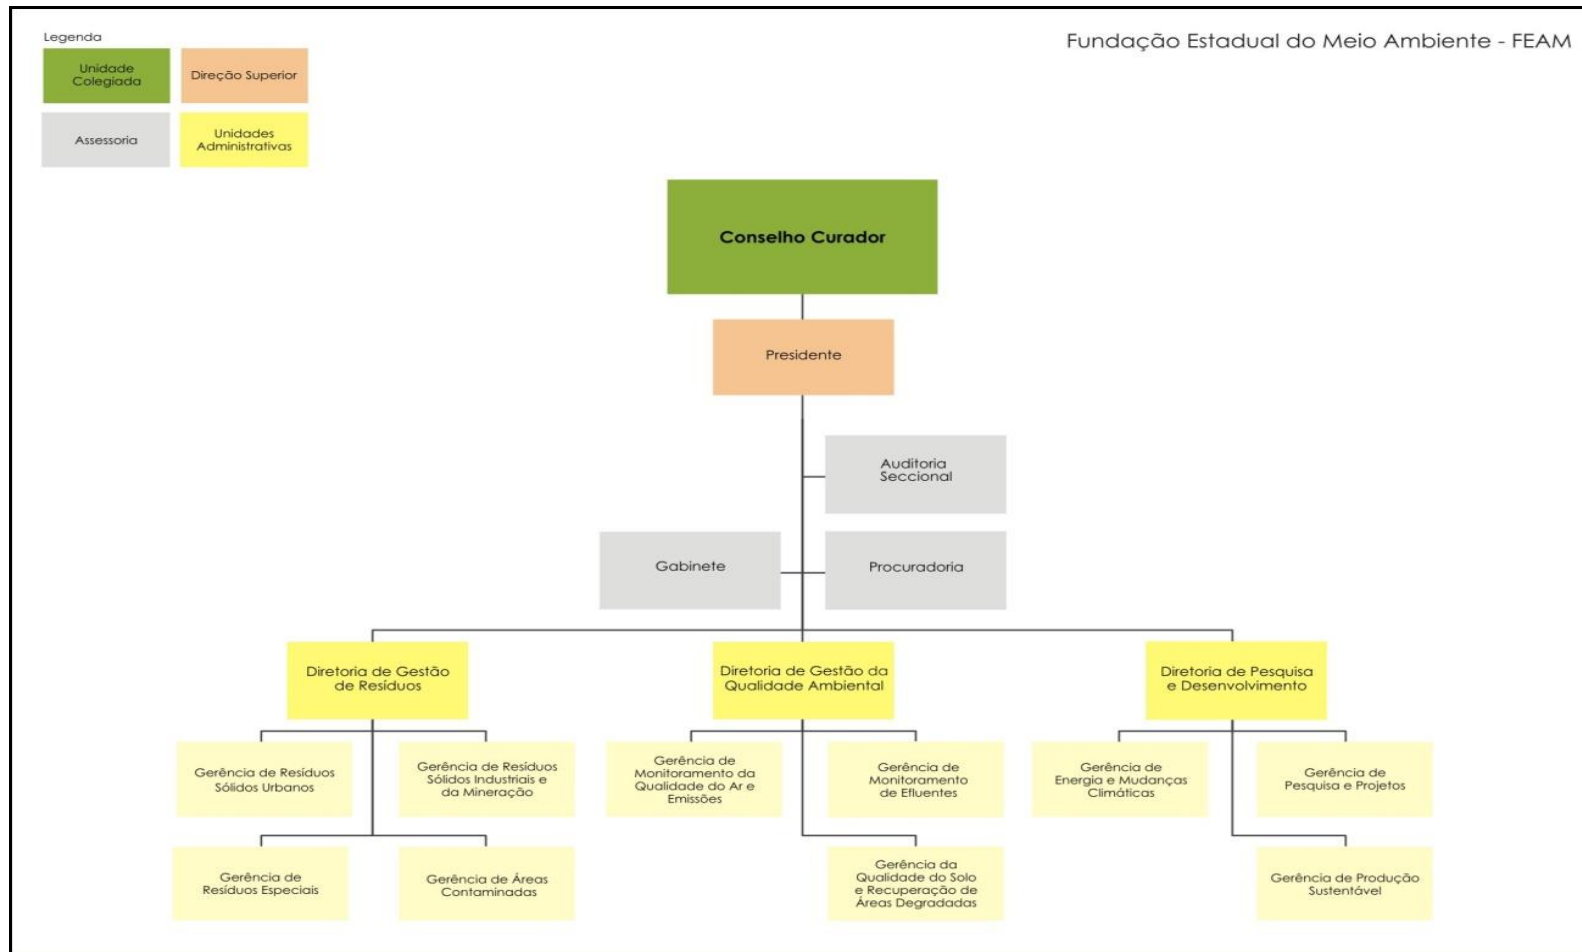 Legenda
Fundação Estadual do Meio Ambiente - FEAM
Unidade
Colegiada
Direção Superior
Assessoria
Unidades
Administrativas
Conselho Curador
Presidente
Auditoria
Seccional
Gabinete
Procuradoria
Diretoria de Gestão
de Resíduos
Diretoria de Gestão da
Qualidade Ambiental
Diretoria de Pesquisa
e Desenvolvimento
Gerência de Resíduos
Sólidos Urbanos
Gerência de Resíduos
Sólidos Industriais e
da Mineração
Gerência de
Monitoramento da
Qualidade do Ar e
Emissões
Gerência de
Monitoramento
de Efluentes
Gerência de
Energia e Mudanças
Climáticas
Gerência de
Pesquisa e Projetos
Gerência de
Resíduos Especiais
Gerência de Áreas
Contaminadas
Gerência da
Qualidade do Solo
e Recuperação de
Áreas Degradadas
Gerência de Produção
Sustentável